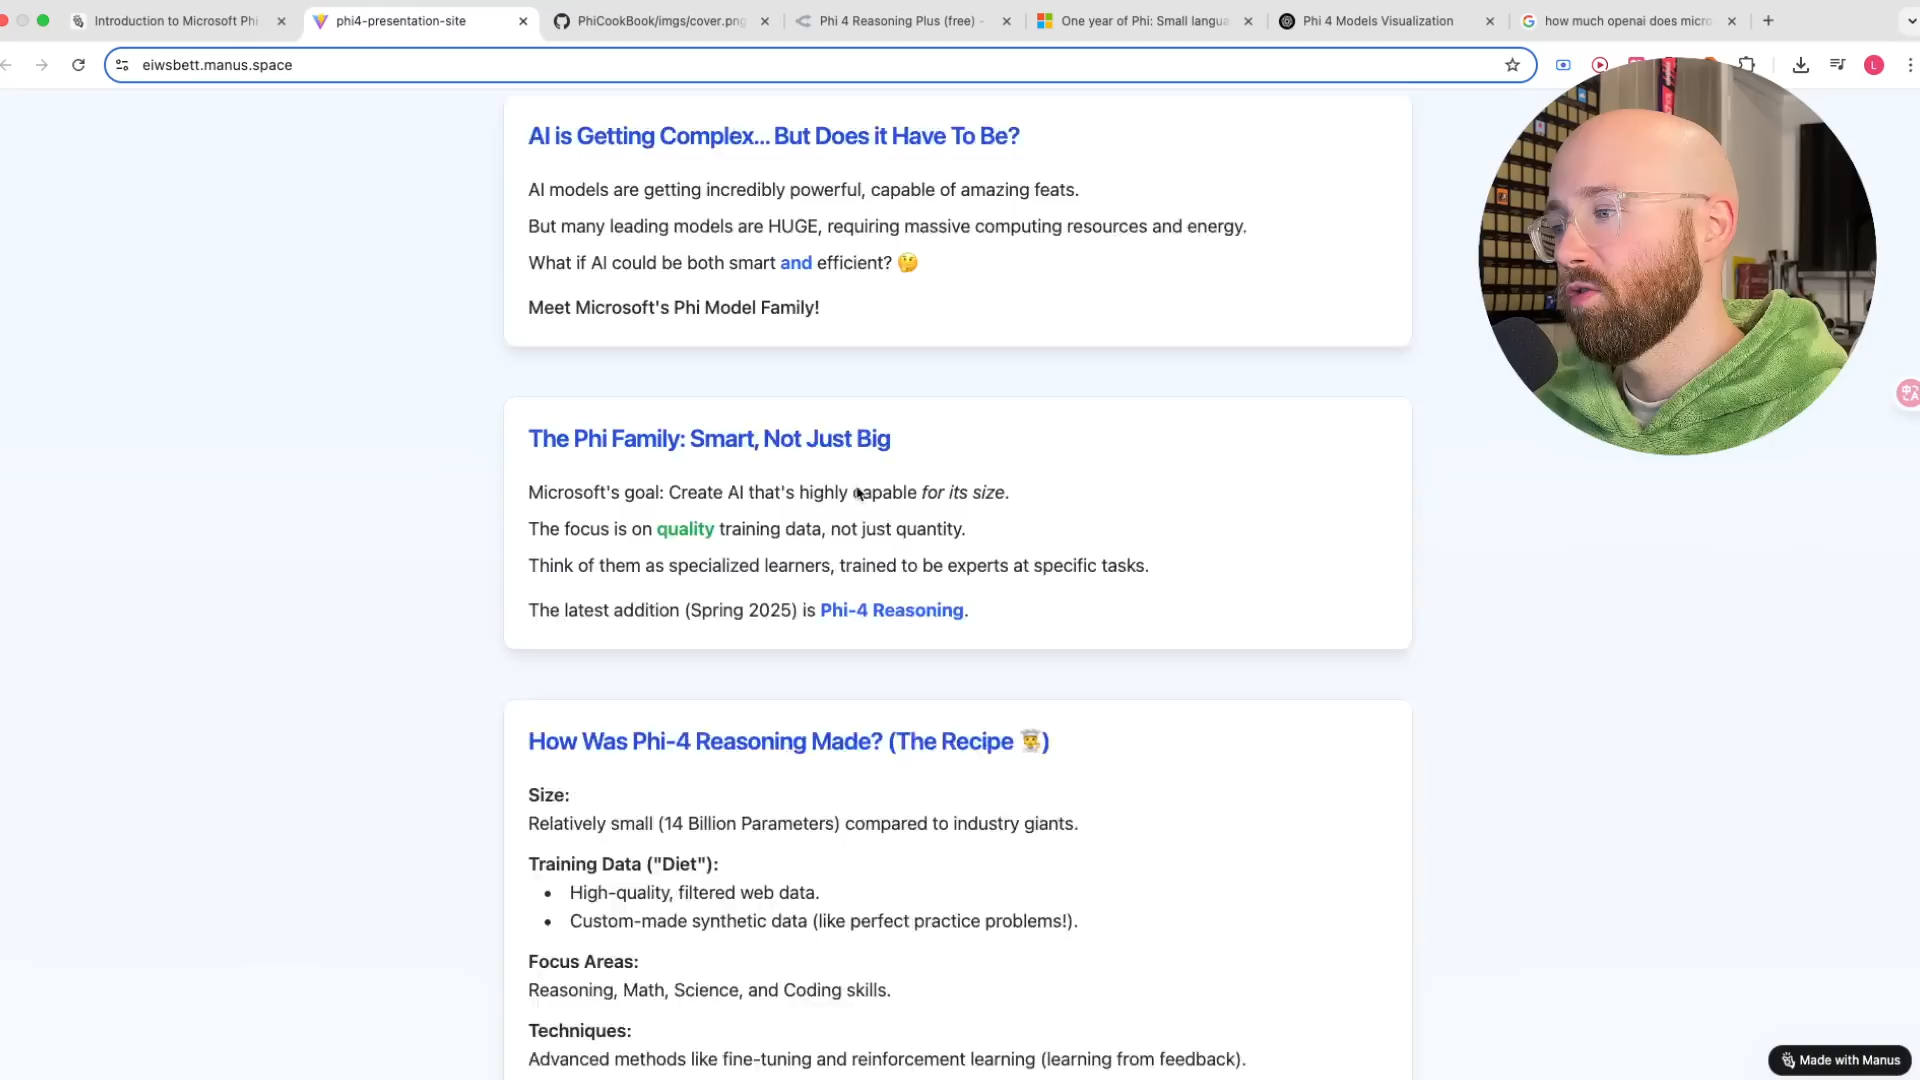 Introduction to Microsoft Phi
phi4-presentation-site
PhiCookBook/imgs/cover.png
Phi 4 Reasoning Plus (free) -
One year of Phi: Small langua
Phi 4 Models Visualization
how much openai does micro
eiwsbett.manus.space
L
AI is Getting Complex... But Does it Have To Be?
AI models are getting incredibly powerful, capable of amazing feats.
But many leading models are HUGE, requiring massive computing resources and energy.
What if AI could be both smart and efficient? 🤔
Meet Microsoft's Phi Model Family!
The Phi Family: Smart, Not Just Big
Microsoft's goal: Create AI that's highly capable for its size.
The focus is on quality training data, not just quantity.
Think of them as specialized learners, trained to be experts at specific tasks.
The latest addition (Spring 2025) is Phi-4 Reasoning.
How Was Phi-4 Reasoning Made? (The Recipe 🧑‍🍳)
Size:
Relatively small (14 Billion Parameters) compared to industry giants.
Training Data ("Diet"):
• High-quality, filtered web data.
• Custom-made synthetic data (like perfect practice problems!).
Focus Areas:
Reasoning, Math, Science, and Coding skills.
Techniques:
Advanced methods like fine-tuning and reinforcement learning (learning from feedback).
Made with Manus